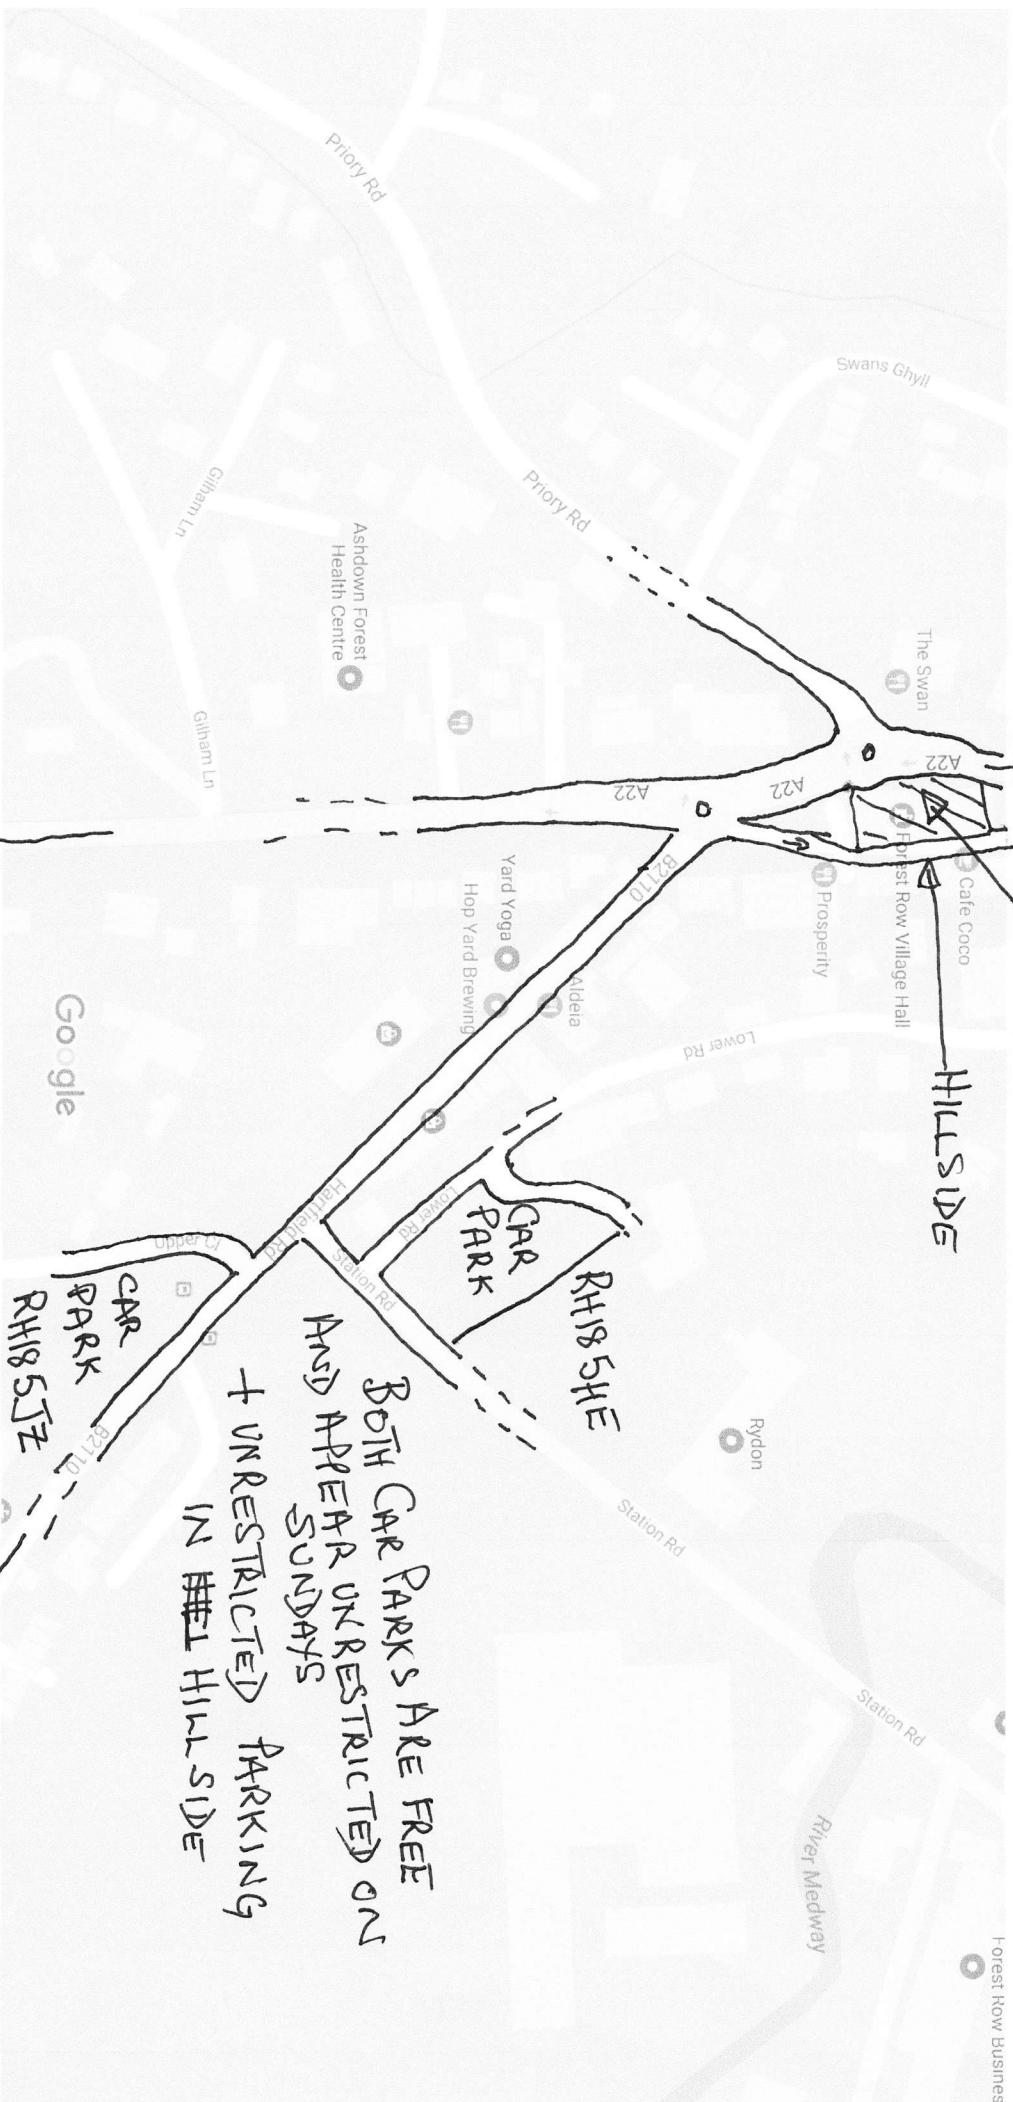 Forest Row Busines
River Medway
Station Rd
Cafe Coco
HILLSIDE
The Swan
A22
Forest Row Village Hall
Swans Ghyll
Prosperity
A22
Lower Rd
Rydon
Station Rd
Priory Rd
A22
B2110
Aldeia
RH18 5HE
CAR
PARK
Yard Yoga
Hop Yard Brewing
Lower Rd
BOTH CAR PARKS ARE FREE
AND APPEAR UNRESTRICTED ON
SUNDAYS
+ UNRESTRICTED PARKING
IN HILLSIDE
Priory Rd
Ashdown Forest
Health Centre
Station Rd
Hartfield Rd
Gilham Ln
Gilham Ln
Upper Cl
CAR
PARK
RH18 5JZ
B2110
Google